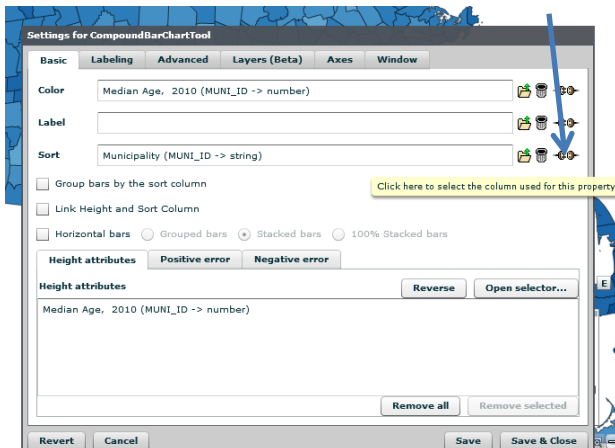 Settings for CompoundBarChartTool
Basic Labeling Advanced Layers (Beta) Axes Window
Color Median Age, 2010 (MUNI_ID -> number)
Label
Sort Municipality (MUNI_ID -> string)
Group bars by the sort column
Click here to select the column used for this property
Link Height and Sort Column
Horizontal bars Grouped bars Stacked bars 100% Stacked bars
Height attributes Positive error Negative error
E
Height attributes Reverse Open selector...
Median Age, 2010 (MUNI_ID -> number)
Remove all Remove selected
Revert Cancel Save Save & Close